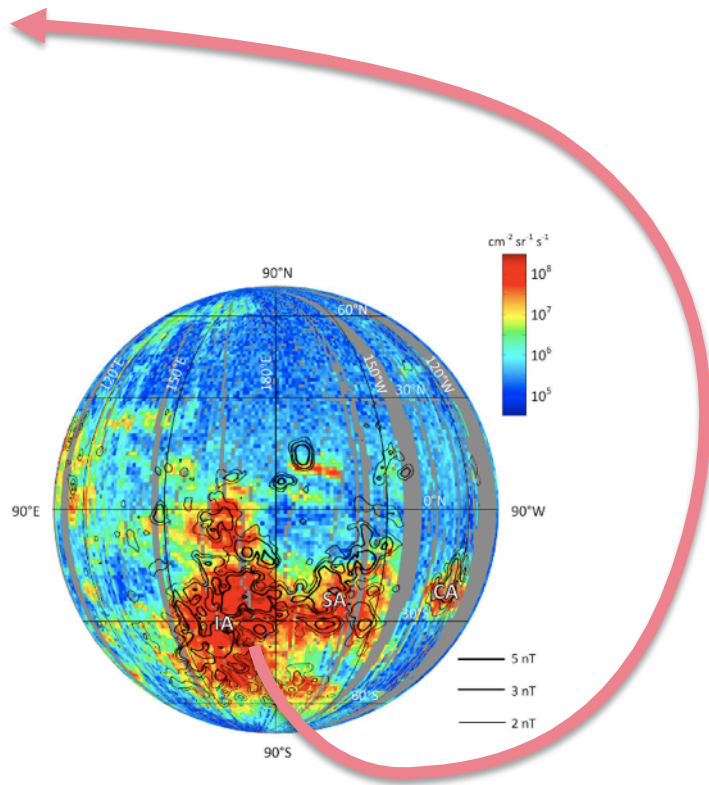 cm⁻² sr⁻¹ s⁻¹
10⁸
10⁷
10⁶
10⁵
90°N
60°N
120°E
150°E
180°E
150°W
120°W
30°N
90°E
0°N
90°W
SA
CA
IA
30°S
60°S
90°S
5 nT
3 nT
2 nT